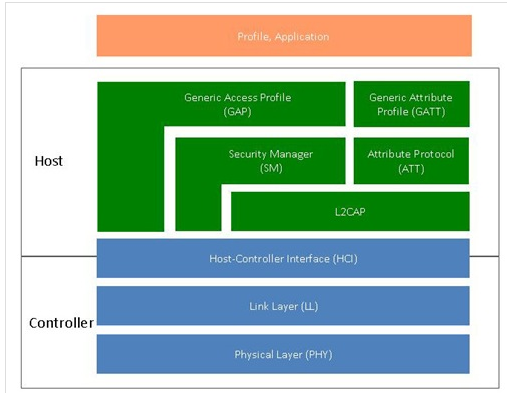 Profile, Application
Host
Generic Access Profile
(GAP)
Generic Attribute
Profile (GATT)
Security Manager
(SM)
Attribute Protocol
(ATT)
L2CAP
Host-Controller Interface (HCI)
Controller
Link Layer (LL)
Physical Layer (PHY)